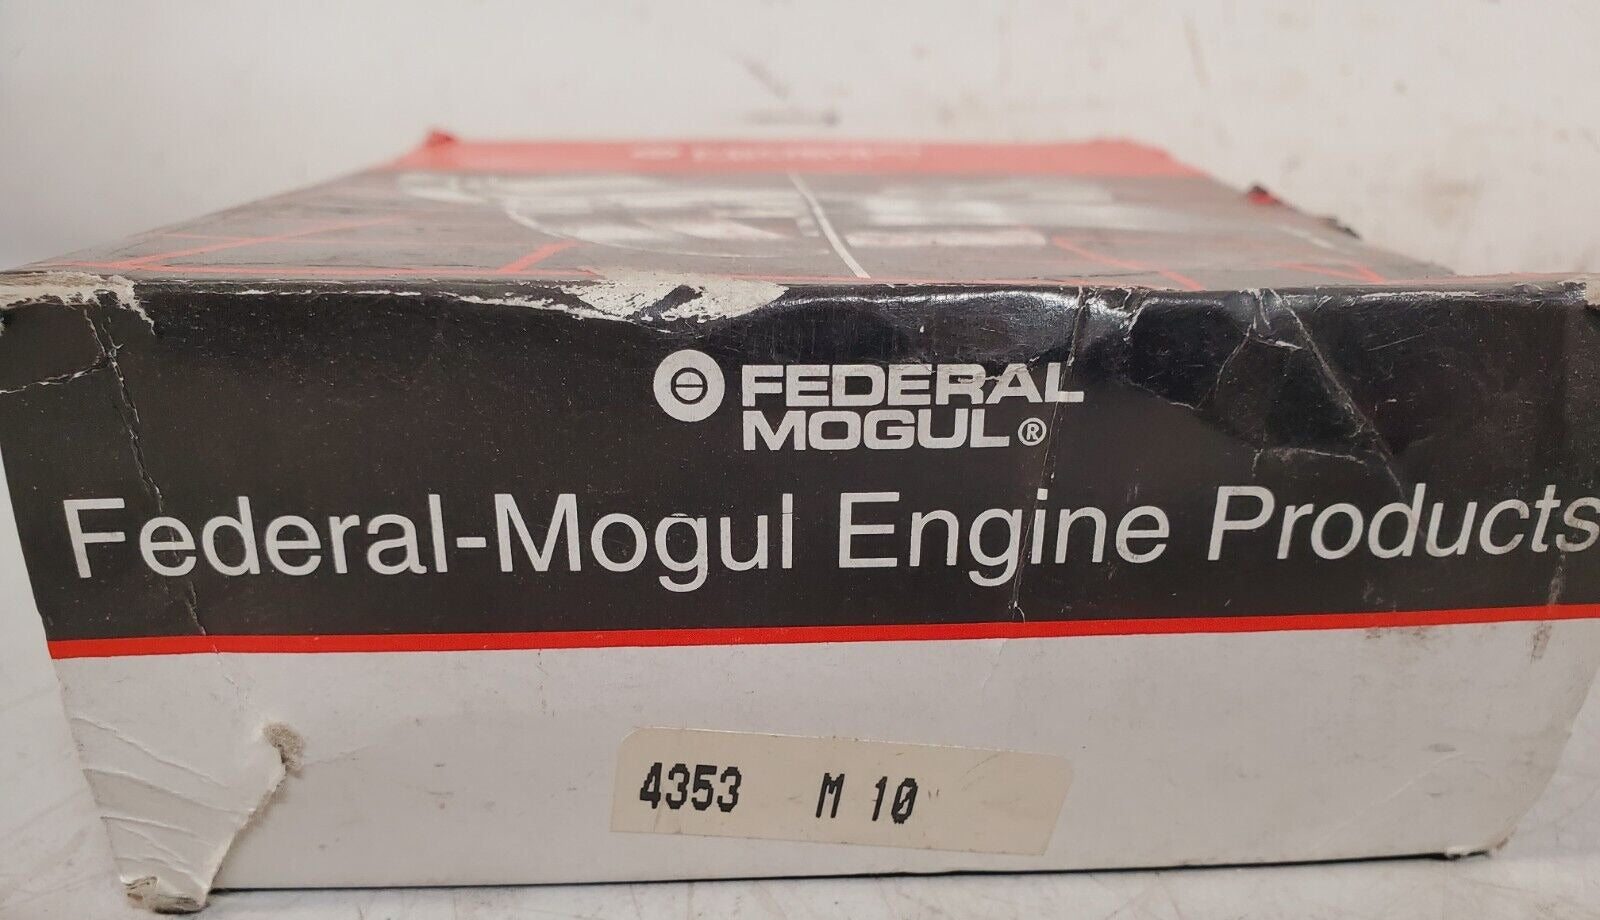 FEDERAL
MOGUL®
Federal-Mogul Engine Products
4353 M 10